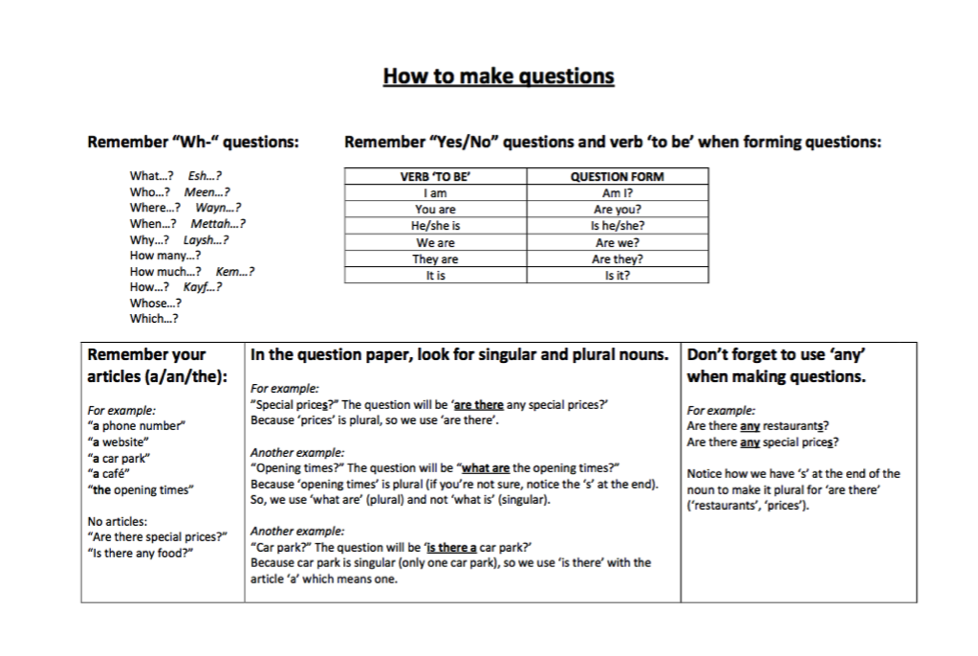 How to make questions
Remember “Wh-“ questions:
What...? Esh...?
Who...? Meen...?
Where...? Wayn...?
When...? Mettah...?
Why...? Laysh...?
How many...?
How much...? Kem...?
How...? Kayf...?
Whose...?
Which...?
Remember “Yes/No” questions and verb ‘to be’ when forming questions:
VERB ‘TO BE’ QUESTION FORM
I am Am I?
You are Are you?
He/she is Is he/she?
We are Are we?
They are Are they?
It is Is it?
Remember your
articles (a/an/the):
For example:
“a phone number”
“a website”
“a car park”
“a café”
“the opening times”
No articles:
“Are there special prices?”
“Is there any food?”
In the question paper, look for singular and plural nouns.
For example:
“Special prices?” The question will be ‘are there any special prices?’
Because ‘prices’ is plural, so we use ‘are there’.
Another example:
“Opening times?” The question will be “what are the opening times?”
Because ‘opening times’ is plural (if you’re not sure, notice the ‘s’ at the end).
So, we use ‘what are’ (plural) and not ‘what is’ (singular).
Another example:
“Car park?” The question will be ‘is there a car park?’
Because car park is singular (only one car park), so we use ‘is there’ with the
article ‘a’ which means one.
Don’t forget to use ‘any’
when making questions.
For example:
Are there any restaurants?
Are there any special prices?
Notice how we have ‘s’ at the end of the
noun to make it plural for ‘are there’
(‘restaurants’, ‘prices’).